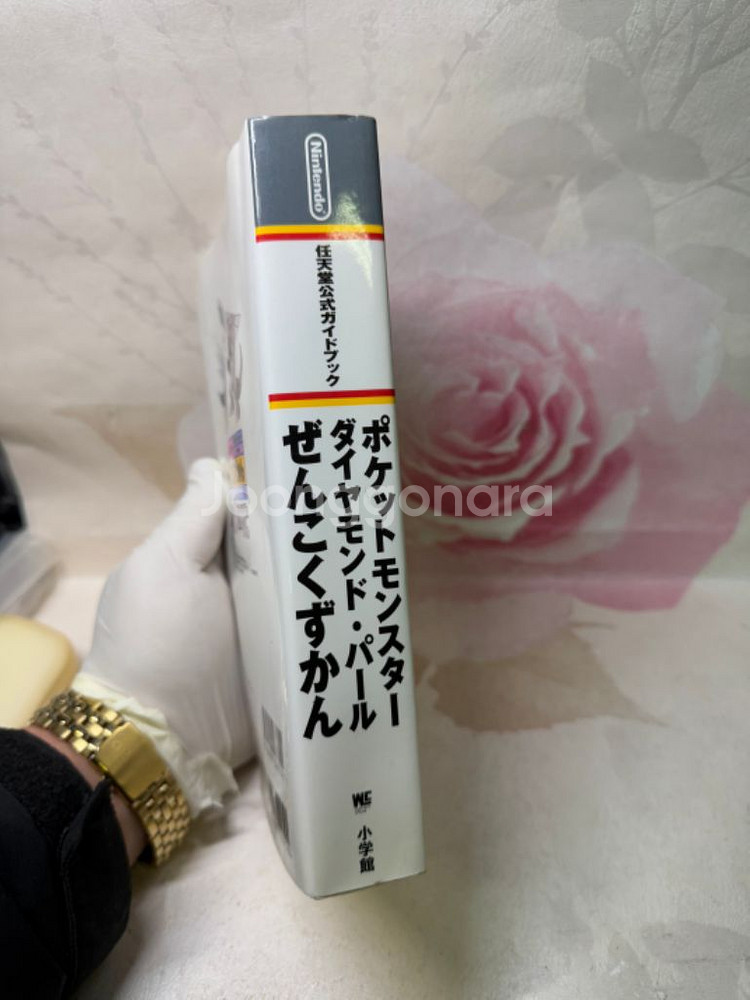 Nintendo
任天堂公式ガイドブック
ポケットモンスター
ダイヤモンド・パール
ぜんこくずかん
小学館
Joonggonara